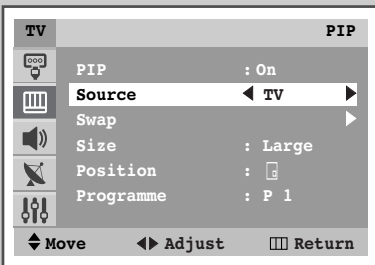 TV PIP
PIP : On
Source ◀ TV ▶
Swap ▶
Size : Large
Position :
Programme : P 1
Move Adjust Return